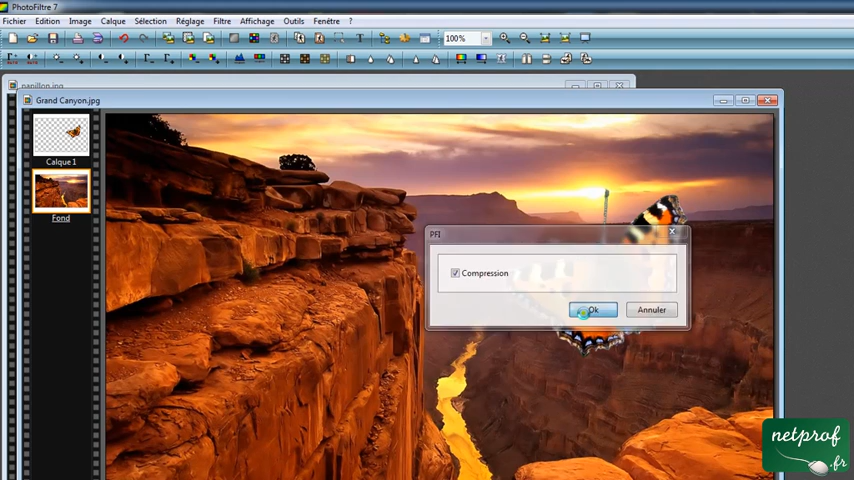 PhotoFiltre 7
Fichier Edition Image Calque Sélection Réglage Filtre Affichage Outils Fenêtre ?
100%
papillon.jpg
Grand Canyon.jpg
Calque 1
Fond
PFI
Compression
Ok Annuler
netprof
.fr